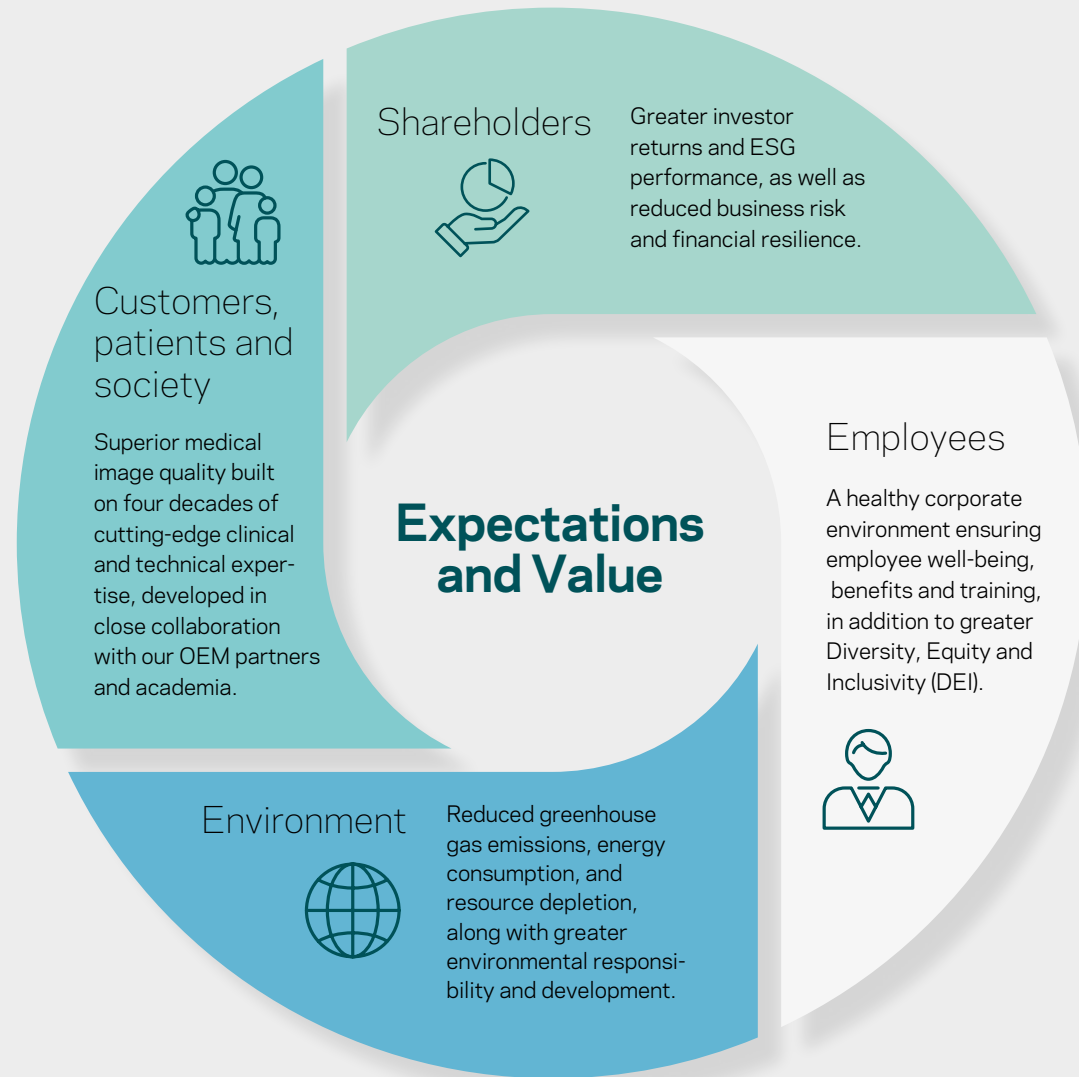 Shareholders
Greater investor
returns and ESG
performance, as well as
reduced business risk
and financial resilience.
Customers,
patients and
society
Superior medical
image quality built
on four decades of
cutting-edge clinical
and technical exper-
tise, developed in
close collaboration
with our OEM partners
and academia.
Expectations
and Value
Employees
A healthy corporate
environment ensuring
employee well-being,
benefits and training,
in addition to greater
Diversity, Equity and
Inclusivity (DEI).
Environment
Reduced greenhouse
gas emissions, energy
consumption, and
resource depletion,
along with greater
environmental responsi-
bility and development.